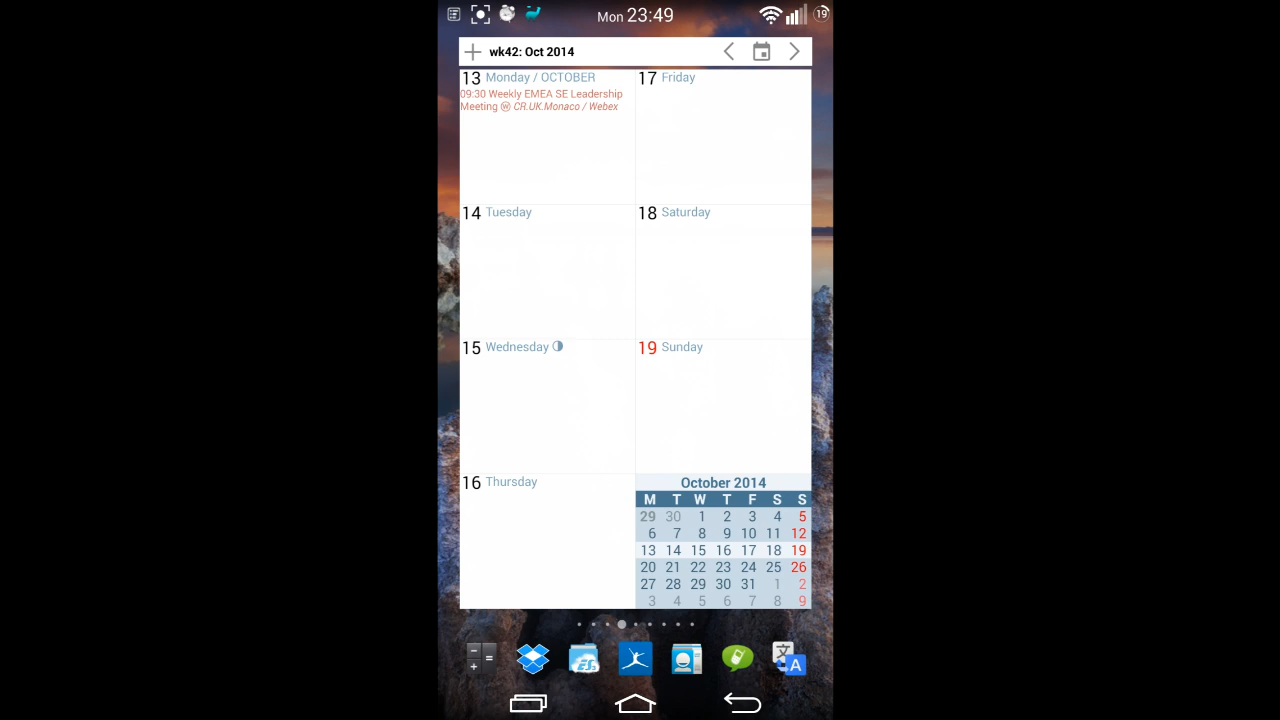 Mon 23:49
19
wk42: Oct 2014
13 Monday / OCTOBER
09:30 Weekly EMEA SE Leadership
Meeting Ⓦ CR.UK.Monaco / Webex
14 Tuesday
15 Wednesday
16 Thursday
17 Friday
18 Saturday
19 Sunday
October 2014
M T W T F S S
29 30 1 2 3 4 5
6 7 8 9 10 11 12
13 14 15 16 17 18 19
20 21 22 23 24 25 26
27 28 29 30 31 1 2
3 4 5 6 7 8 9
− + =
ES
文 A